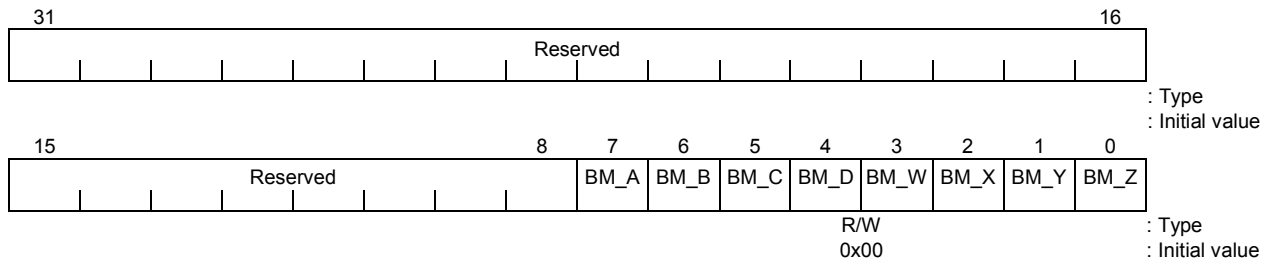 31 16
Reserved
: Type
: Initial value
15 8 7 6 5 4 3 2 1 0
Reserved BM_A BM_B BM_C BM_D BM_W BM_X BM_Y BM_Z
R/W : Type
0x00 : Initial value